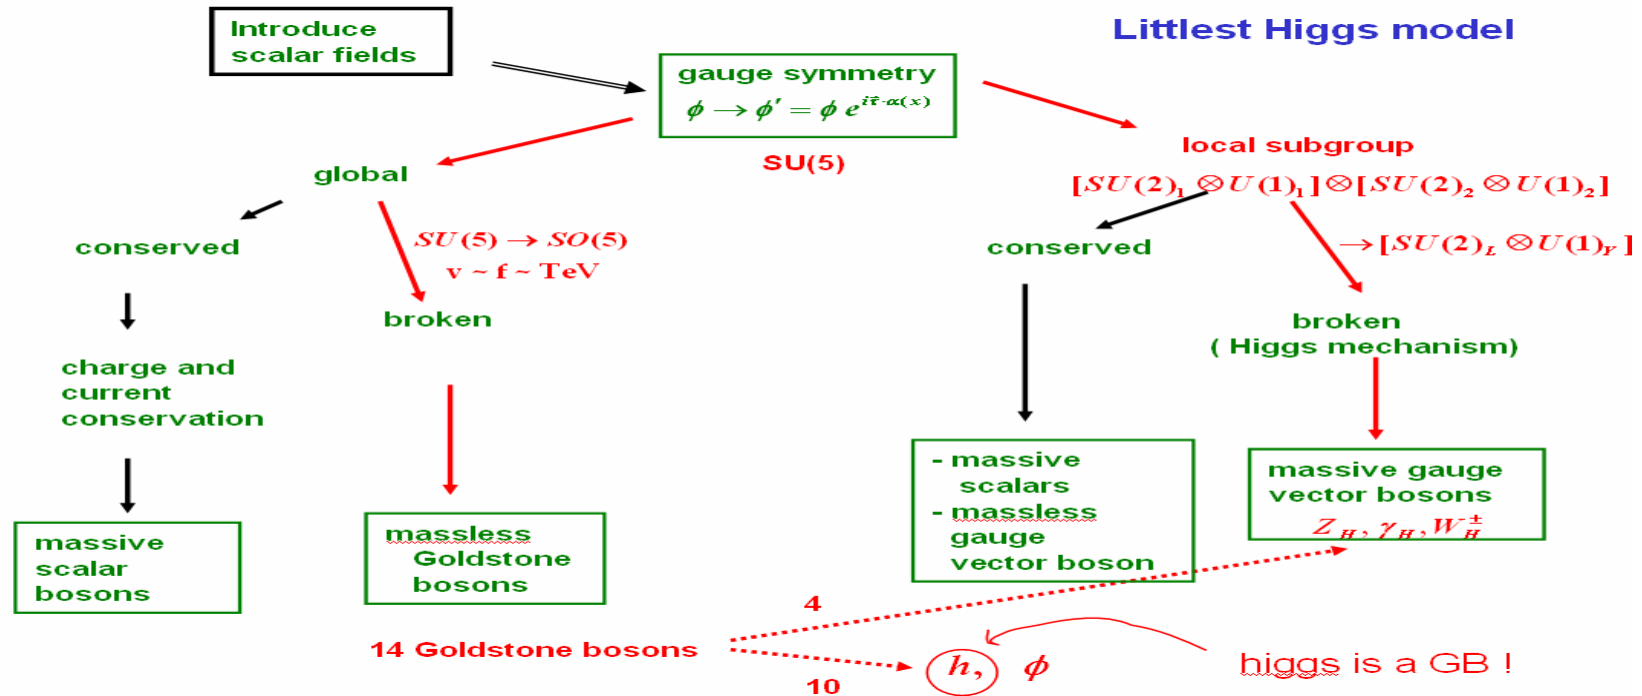 Introduce
scalar fields
Littlest Higgs model
gauge symmetry
ϕ → ϕ′ = ϕ e^{iτ⃗·α(x)}
SU(5)
local subgroup
[SU(2)₁ ⊗ U(1)₁] ⊗ [SU(2)₂ ⊗ U(1)₂]
global
conserved
SU(5) → SO(5)
v ~ f ~ TeV
broken
conserved
→ [SU(2)_L ⊗ U(1)_Y]
broken
( Higgs mechanism)
charge and
current
conservation
massive
scalar
bosons
massless
Goldstone
bosons
- massive
scalars
- massless
gauge
vector boson
massive gauge
vector bosons
Z_H, γ_H, W_H^±
4
14 Goldstone bosons
10
h, ϕ
higgs is a GB !